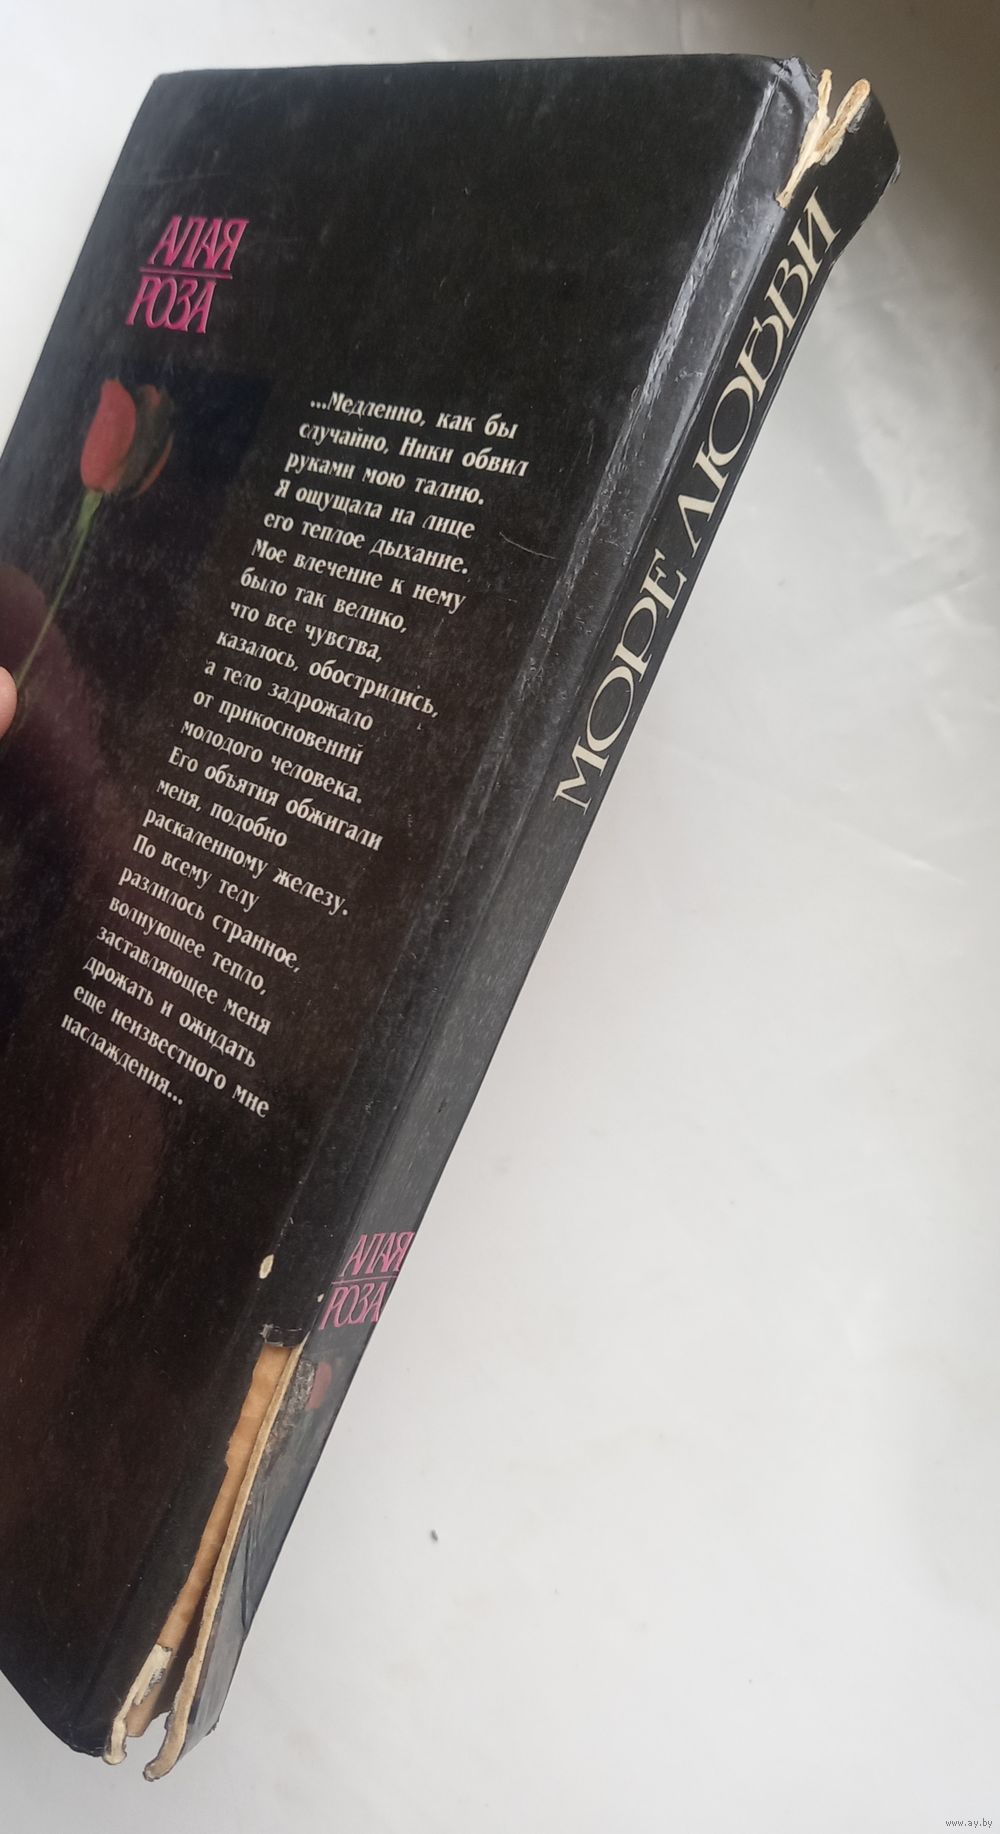 АЛАЯ
РОЗА
...Медленно, как бы
случайно, Ники обвил
руками мою талию.
Я ощущала на лице
его теплое дыхание.
Мое влечение к нему
было так велико,
что все чувства,
казалось, обострились,
а тело задрожало
от прикосновений
молодого человека.
Его объятия обжигали
меня, подобно
раскаленному железу.
По всему телу
разлилось странное,
волнующее тепло,
заставляющее меня
дрожать и ожидать
еще неизвестного мне
наслаждения...
МОРЕ ЛЮБВИ
АЛАЯ
РОЗА
www.ay.by